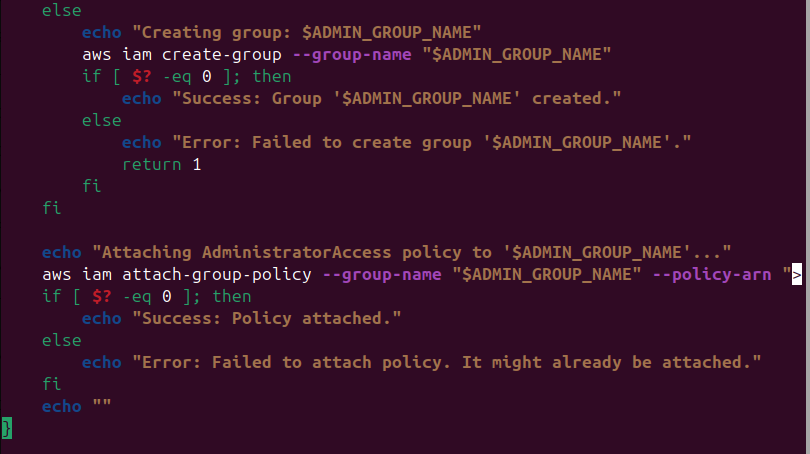 else
        echo "Creating group: $ADMIN_GROUP_NAME"
        aws iam create-group --group-name "$ADMIN_GROUP_NAME"
        if [ $? -eq 0 ]; then
            echo "Success: Group '$ADMIN_GROUP_NAME' created."
        else
            echo "Error: Failed to create group '$ADMIN_GROUP_NAME'."
            return 1
        fi
    fi

    echo "Attaching AdministratorAccess policy to '$ADMIN_GROUP_NAME'..."
    aws iam attach-group-policy --group-name "$ADMIN_GROUP_NAME" --policy-arn ">
    if [ $? -eq 0 ]; then
        echo "Success: Policy attached."
    else
        echo "Error: Failed to attach policy. It might already be attached."
    fi
    echo ""
}